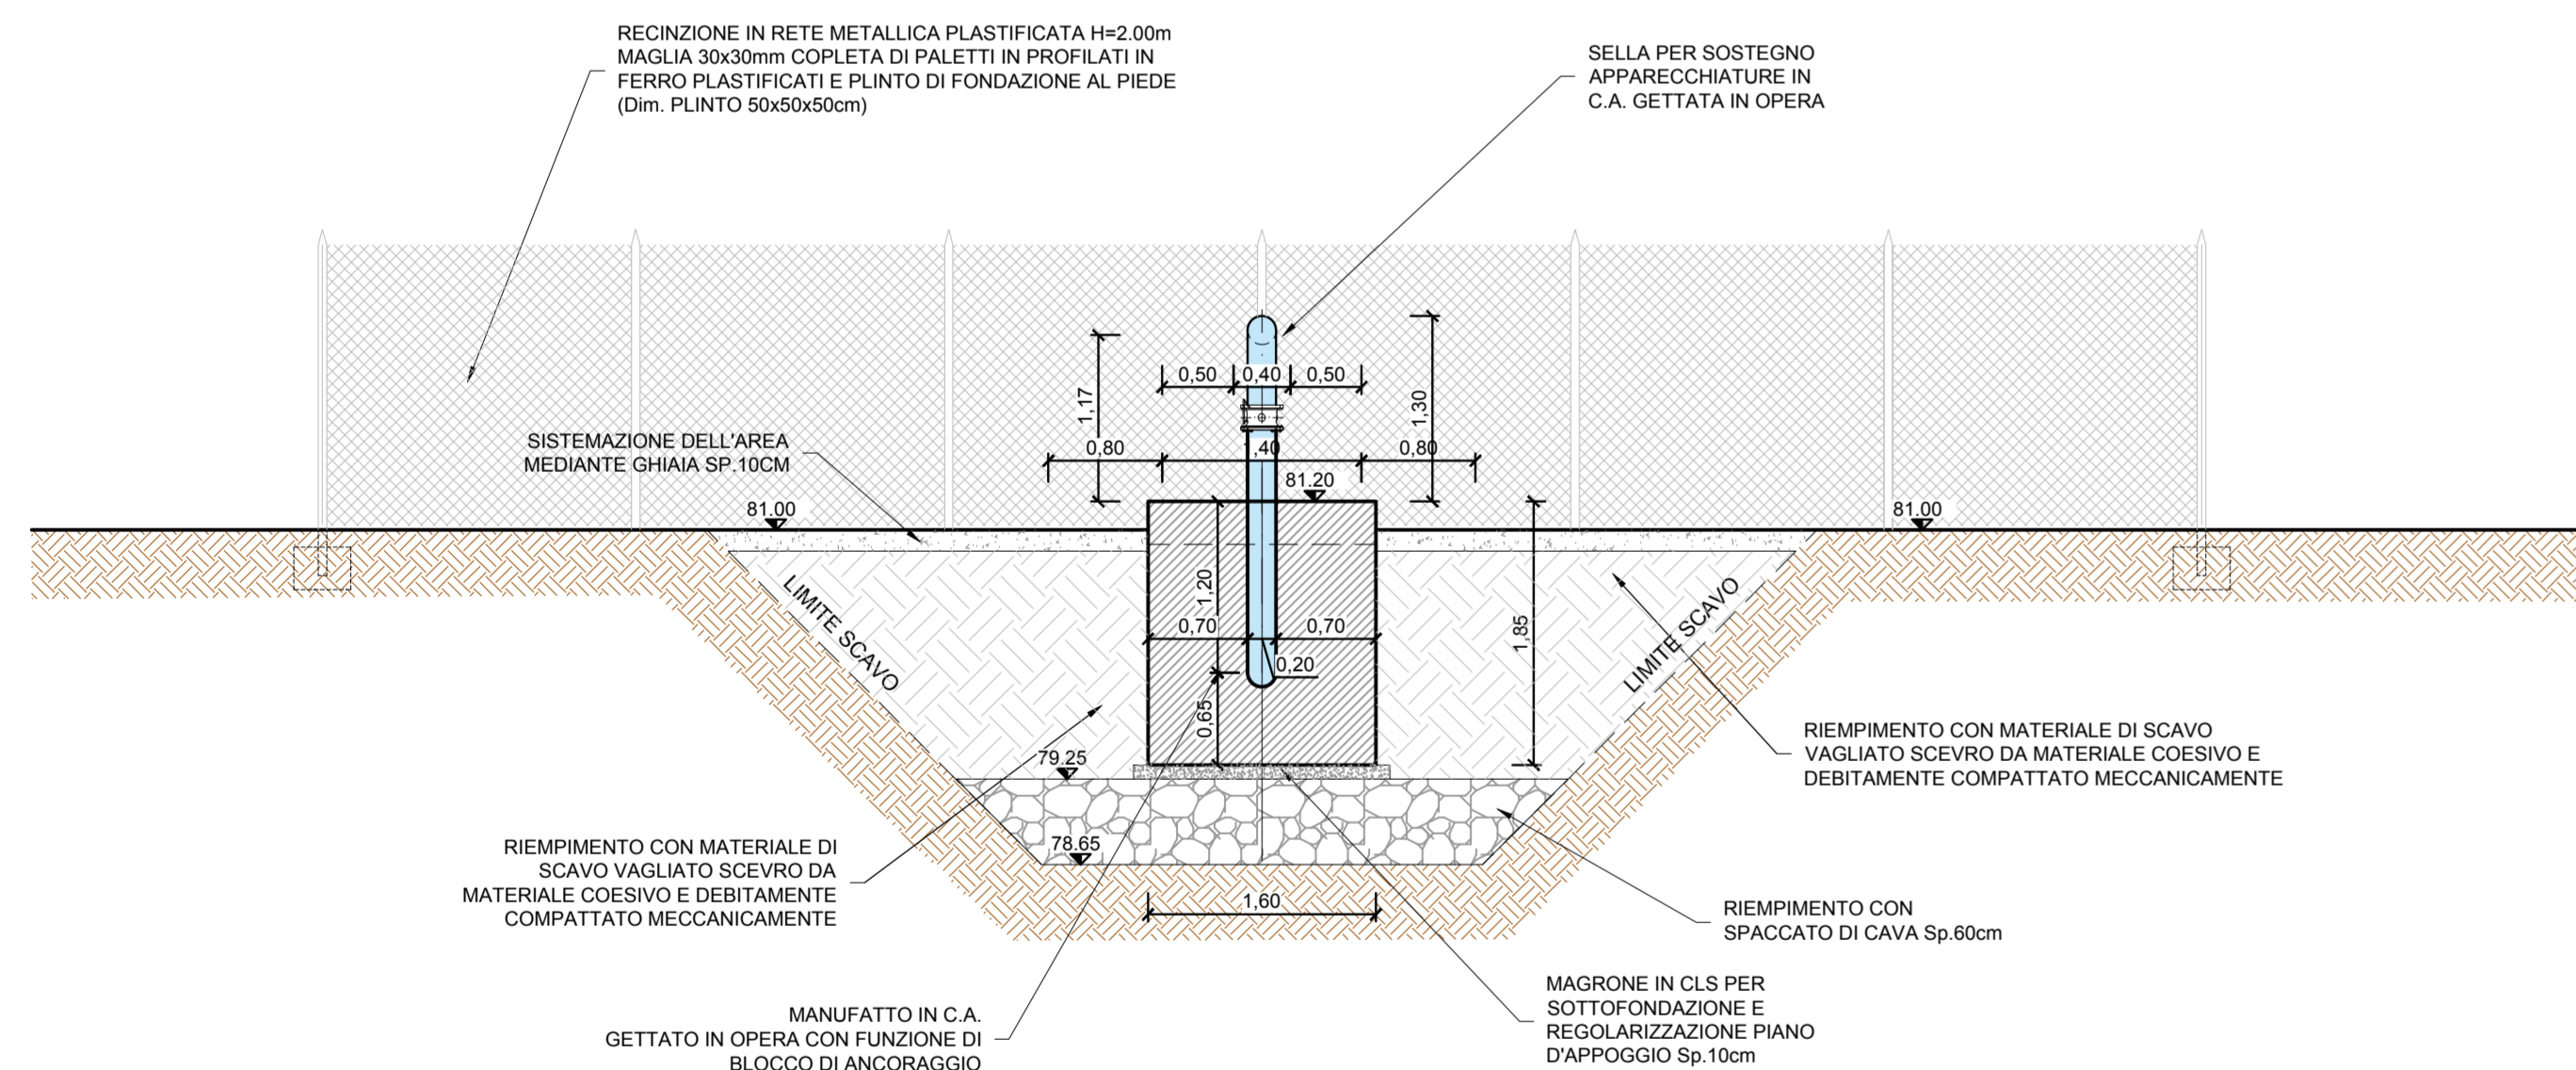 RECINZIONE IN RETE METALLICA PLASTIFICATA H=2.00m
MAGLIA 30x30mm COPLETA DI PALETTI IN PROFILATI IN
FERRO PLASTIFICATI E PLINTO DI FONDAZIONE AL PIEDE
(Dim. PLINTO 50x50x50cm)
SELLA PER SOSTEGNO
APPARECCHIATURE IN
C.A. GETTATA IN OPERA
0,50 0,40 0,50
1,17
1,30
SISTEMAZIONE DELL'AREA
MEDIANTE GHIAIA SP.10CM
0,80 ,40 0,80
81.20
81.00
81.00
LIMITE SCAVO
1,20
0,70 0,70
0,20
1,85
LIMITE SCAVO
0,65
79.25
78.65
1,60
RIEMPIMENTO CON MATERIALE DI SCAVO
VAGLIATO SCEVRO DA MATERIALE COESIVO E
DEBITAMENTE COMPATTATO MECCANICAMENTE
RIEMPIMENTO CON MATERIALE DI
SCAVO VAGLIATO SCEVRO DA
MATERIALE COESIVO E DEBITAMENTE
COMPATTATO MECCANICAMENTE
RIEMPIMENTO CON
SPACCATO DI CAVA Sp.60cm
MAGRONE IN CLS PER
SOTTOFONDAZIONE E
REGOLARIZZAZIONE PIANO
D'APPOGGIO Sp.10cm
MANUFATTO IN C.A.
GETTATO IN OPERA CON FUNZIONE DI
BLOCCO DI ANCORAGGIO